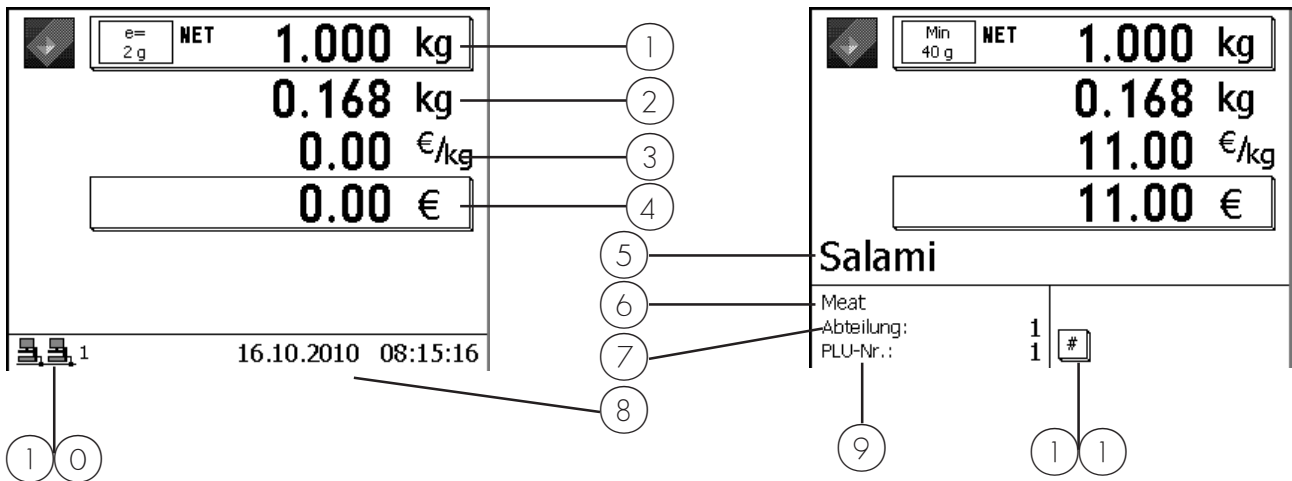 e=
2 g
NET
1.000 kg
0.168 kg
0.00 €/kg
0.00 €
1
16.10.2010 08:15:16
1
2
3
4
5
6
7
8
10
Min
40 g
NET
1.000 kg
0.168 kg
11.00 €/kg
11.00 €
Salami
Meat
Abteilung: 1
PLU-Nr.: 1
#
9
11